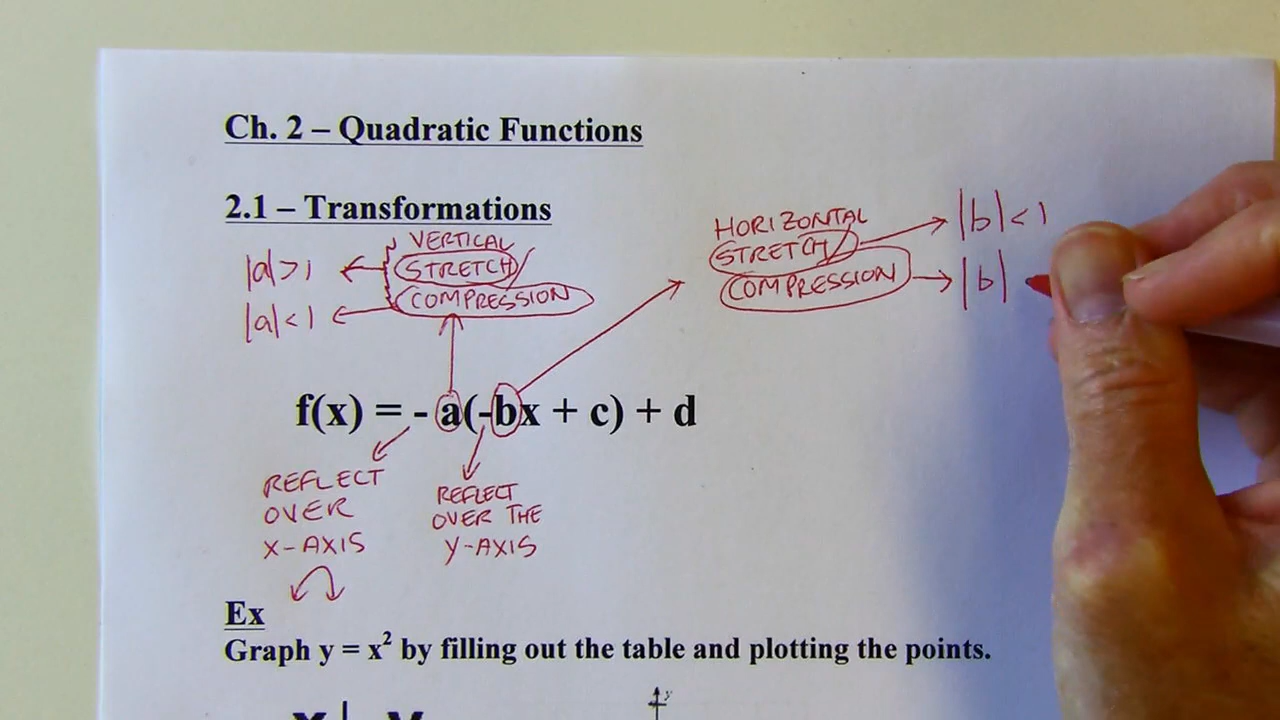 Ch. 2 – Quadratic Functions
2.1 – Transformations
VERTICAL
STRETCH
COMPRESSION
|a|>1
|a|<1
HORIZONTAL
STRETCH
COMPRESSION
|b|<1
|b|
f(x) = - a(-bx + c) + d
REFLECT
OVER
X-AXIS
REFLECT
OVER THE
Y-AXIS
Ex
Graph y = x² by filling out the table and plotting the points.
x y
y